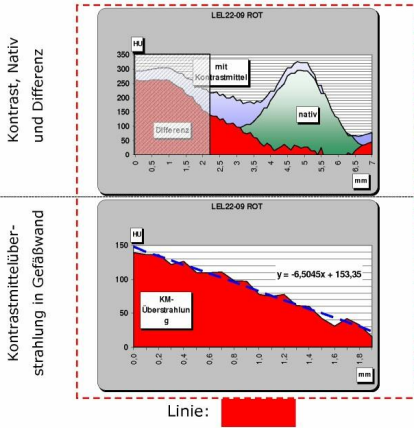 Kontrast, Nativ
und Differenz
LEL22-09 ROT
HU
350
300
250
200
150
100
50
0
mit
Kontrastmittel
nativ
Differenz
0
0,5
1
1,5
2
2,5
3
3,5
4
4,5
5
5,5
6
6,5
7
mm
Kontrastmittelüber-
strahlung in Gefäßwand
LEL22-09 ROT
HU
150
100
50
0
y = -6,5045x + 153,35
KM-
Überstrahlun
g
0.0
0.2
0.4
0.6
0.8
1.0
1.2
1.4
1.6
1.8
mm
Linie: